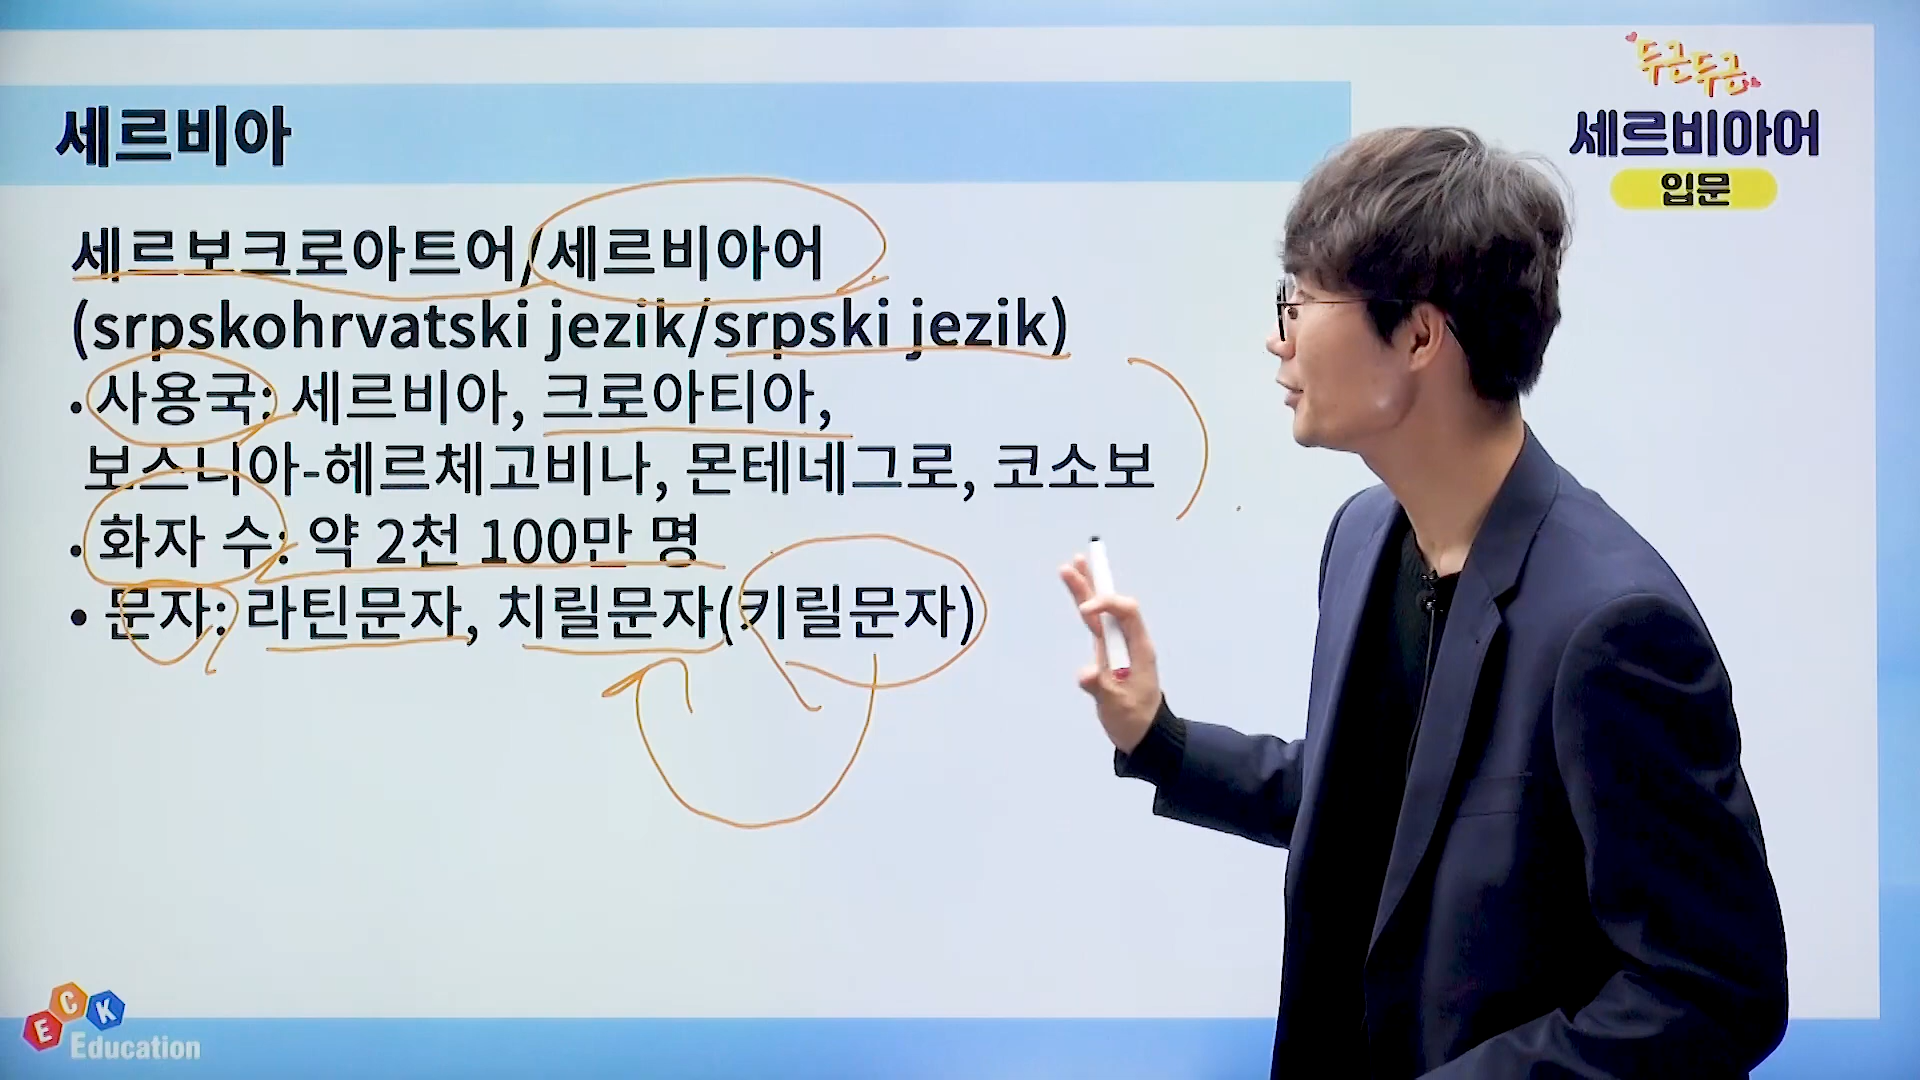 세르비아
두근두근
세르비아어
입문
세르보크로아트어/세르비아어
(srpskohrvatski jezik/srpski jezik)
• 사용국: 세르비아, 크로아티아,
보스니아-헤르체고비나, 몬테네그로, 코소보
• 화자 수: 약 2천 100만 명
• 문자: 라틴문자, 치릴문자(키릴문자)
ECK
Education